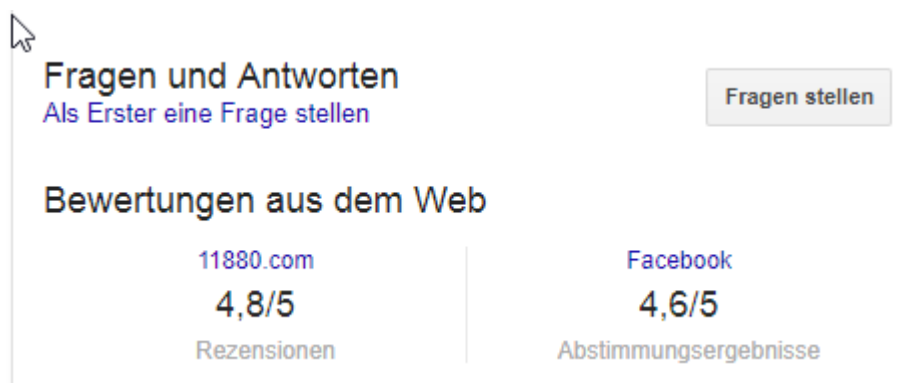 Fragen und Antworten
Als Erster eine Frage stellen
Fragen stellen
Bewertungen aus dem Web
11880.com
4,8/5
Rezensionen
Facebook
4,6/5
Abstimmungsergebnisse